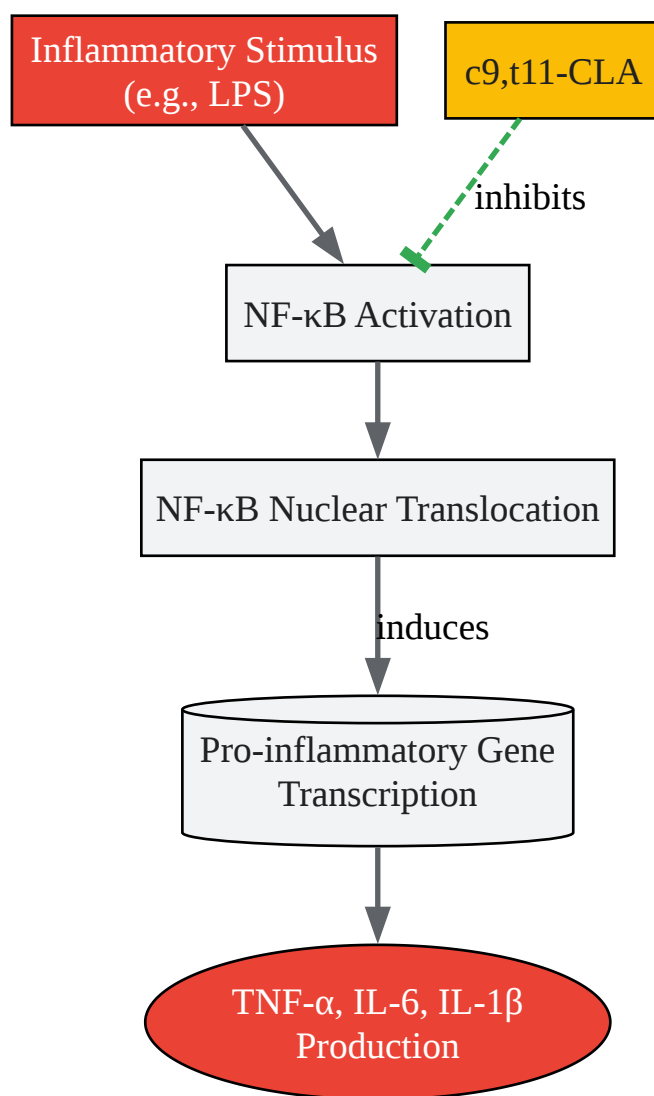 Inflammatory Stimulus
(e.g., LPS)
c9,t11-CLA
inhibits
NF-κB Activation
NF-κB Nuclear Translocation
induces
Pro-inflammatory Gene
Transcription
TNF-α, IL-6, IL-1β
Production